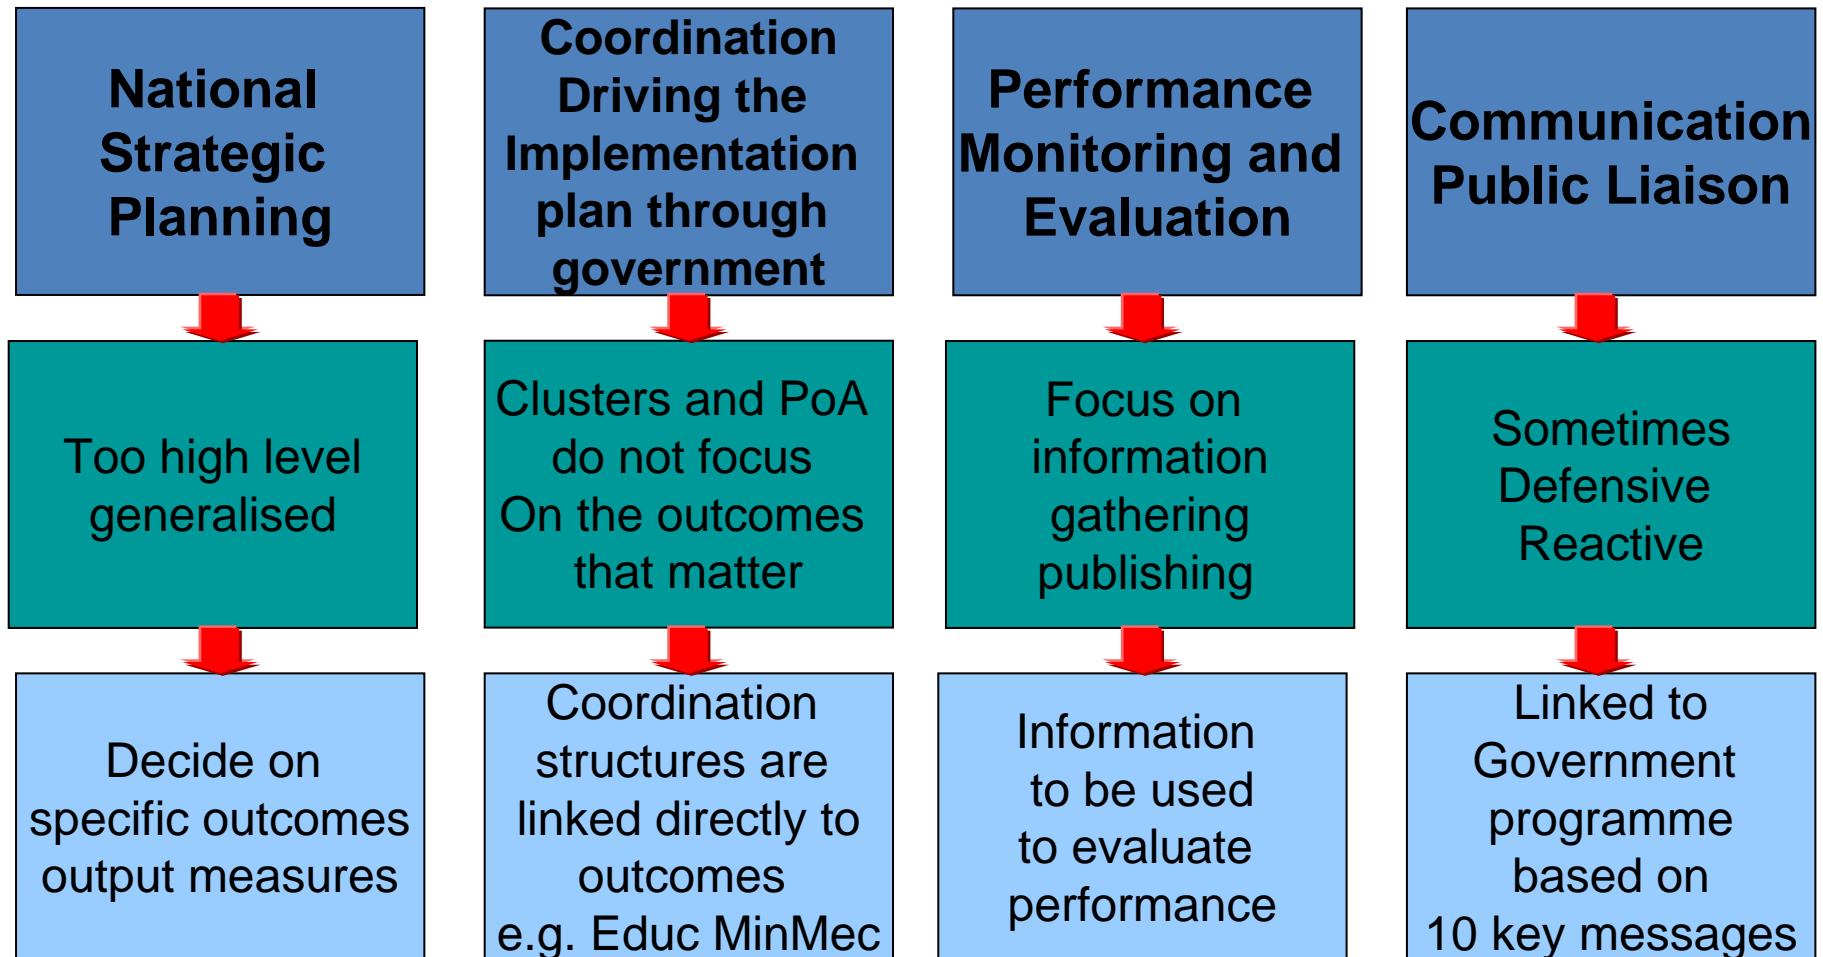 National
Strategic
Planning
Coordination
Driving the
Implementation
plan through
government
Performance
Monitoring and
Evaluation
Communication
Public Liaison
Too high level
generalised
Clusters and PoA
do not focus
On the outcomes
that matter
Focus on
information
gathering
publishing
Sometimes
Defensive
Reactive
Decide on
specific outcomes
output measures
Coordination
structures are
linked directly to
outcomes
e.g. Educ MinMec
Information
to be used
to evaluate
performance
Linked to
Government
programme
based on
10 key messages